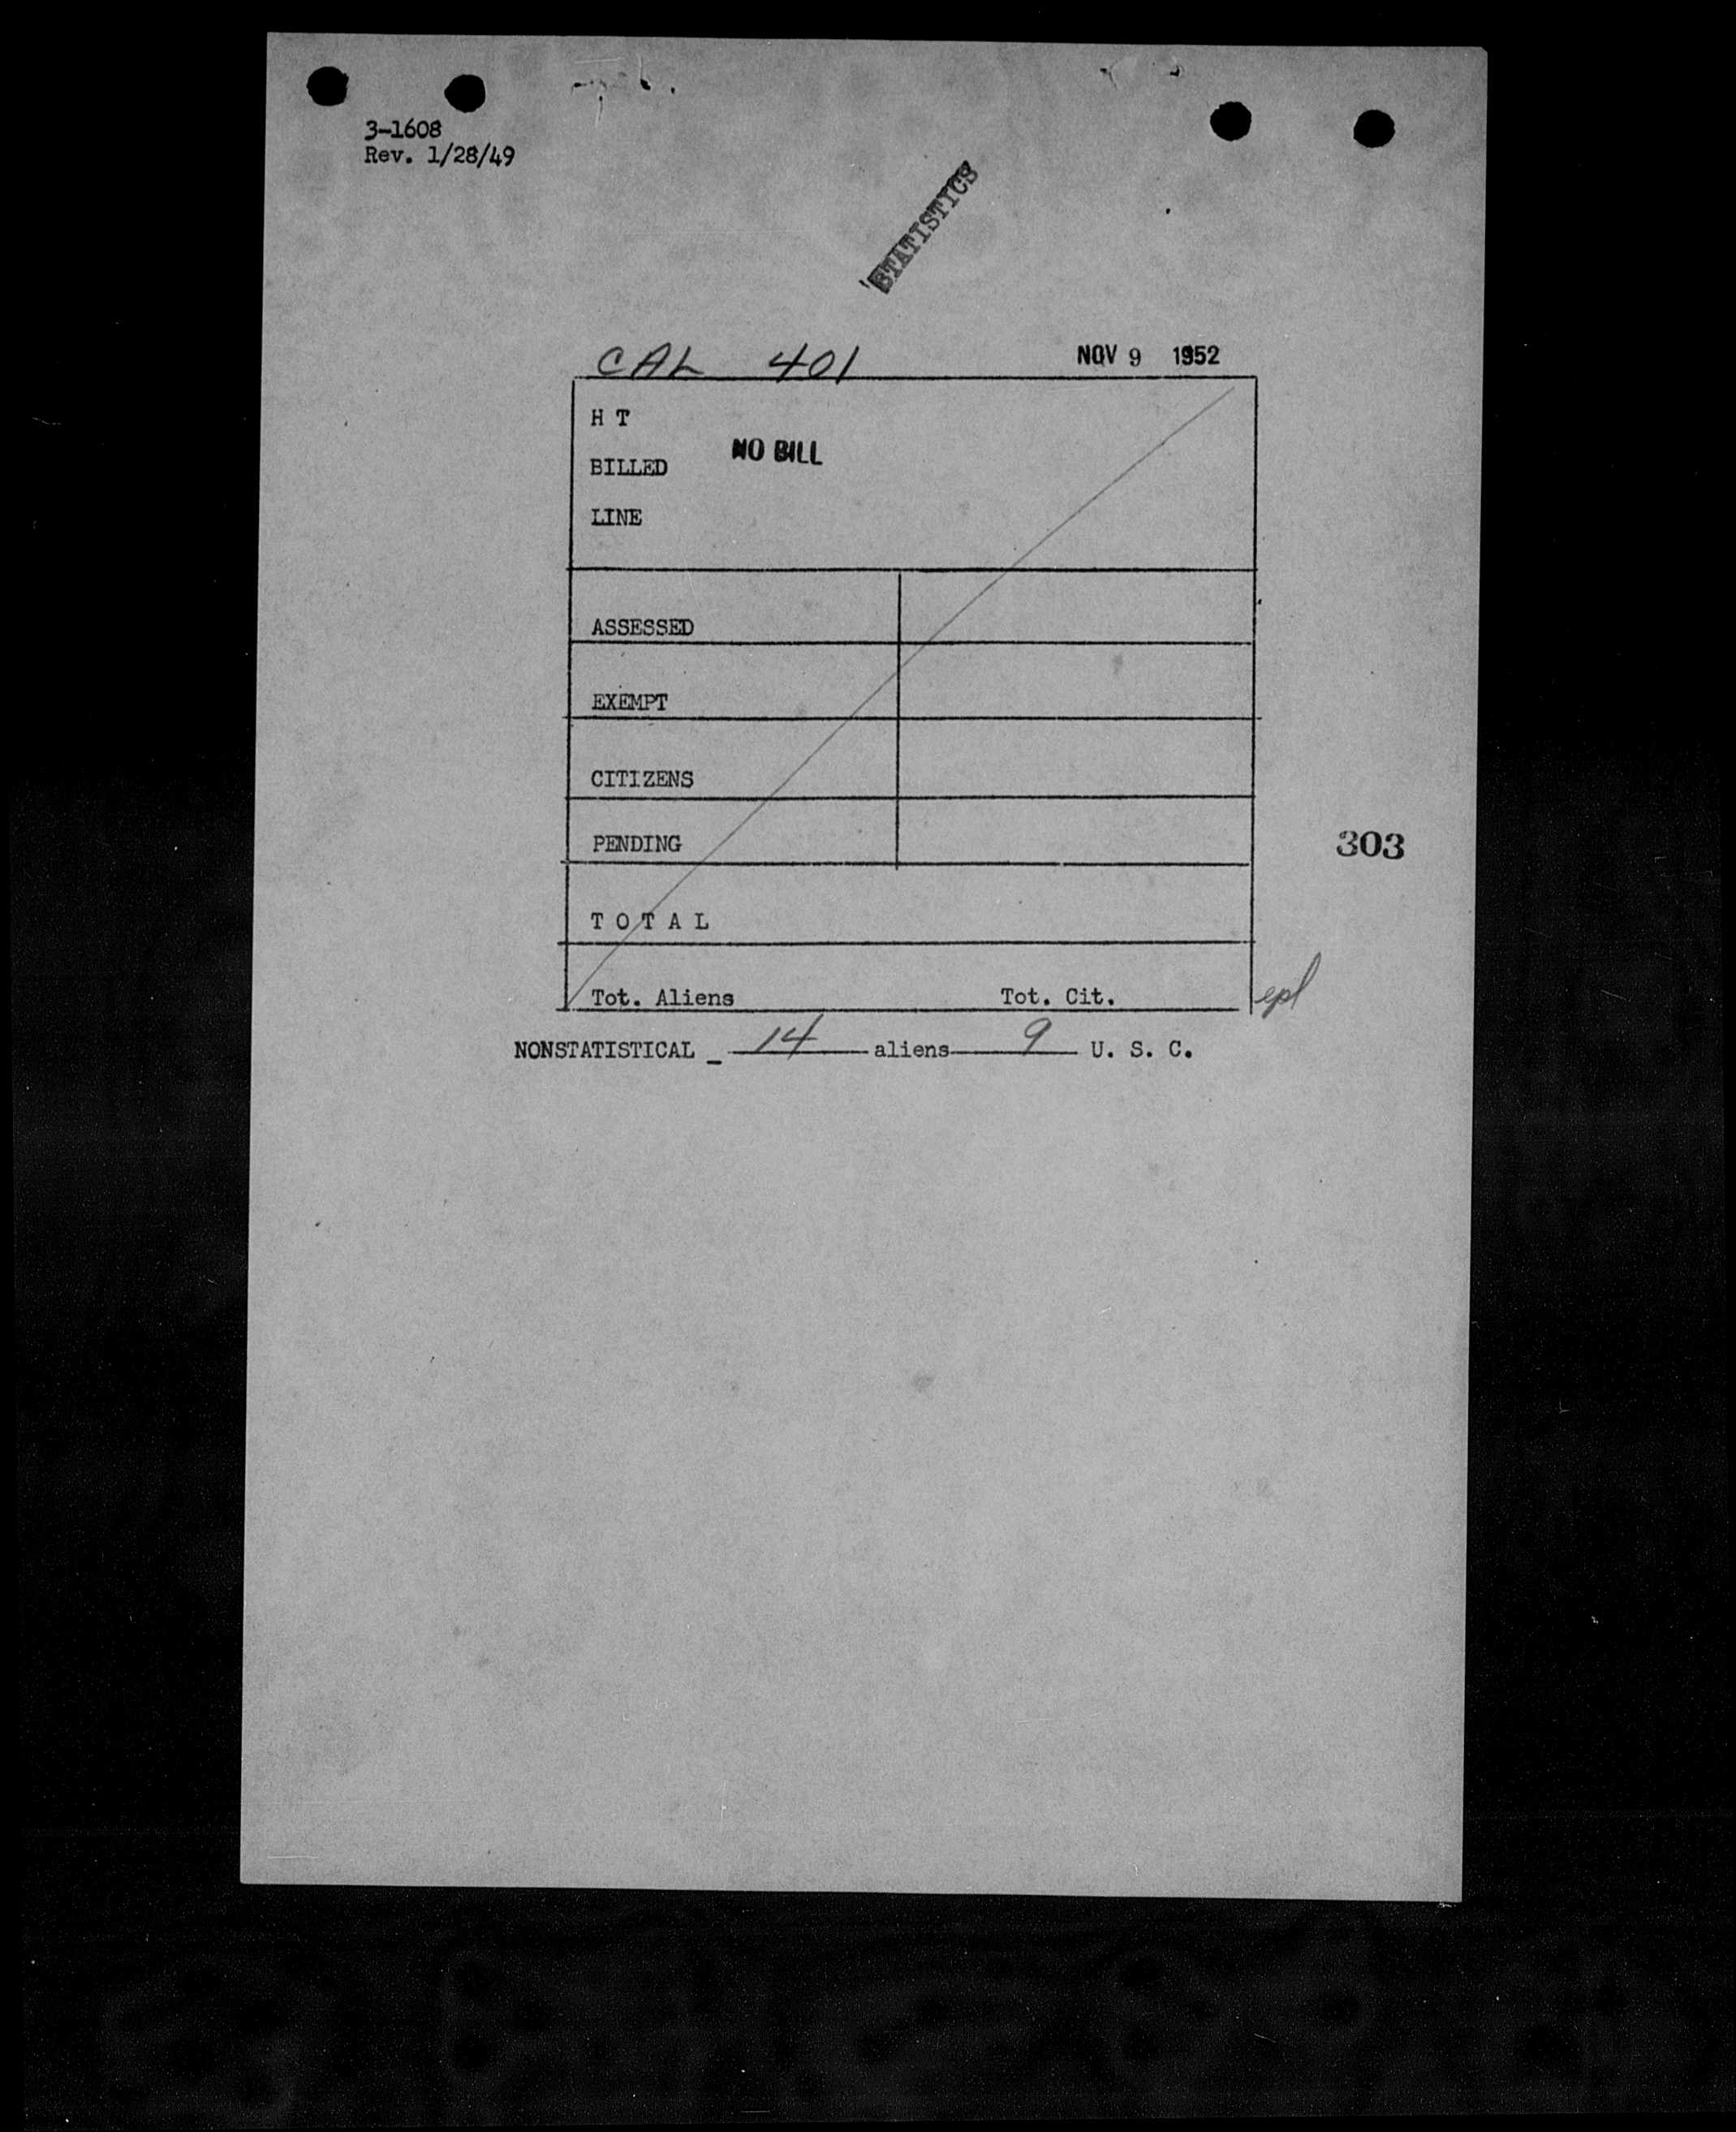 3-1608
Rev. 1/28/49
STATISTICS
CAL 401 NOV 9 1952
H T
NO BILL
BILLED
LINE
ASSESSED
EXEMPT
CITIZENS
PENDING
303
T O T A L
Tot. Aliens Tot. Cit. epl
NONSTATISTICAL _ 14 aliens 9 U. S. C.